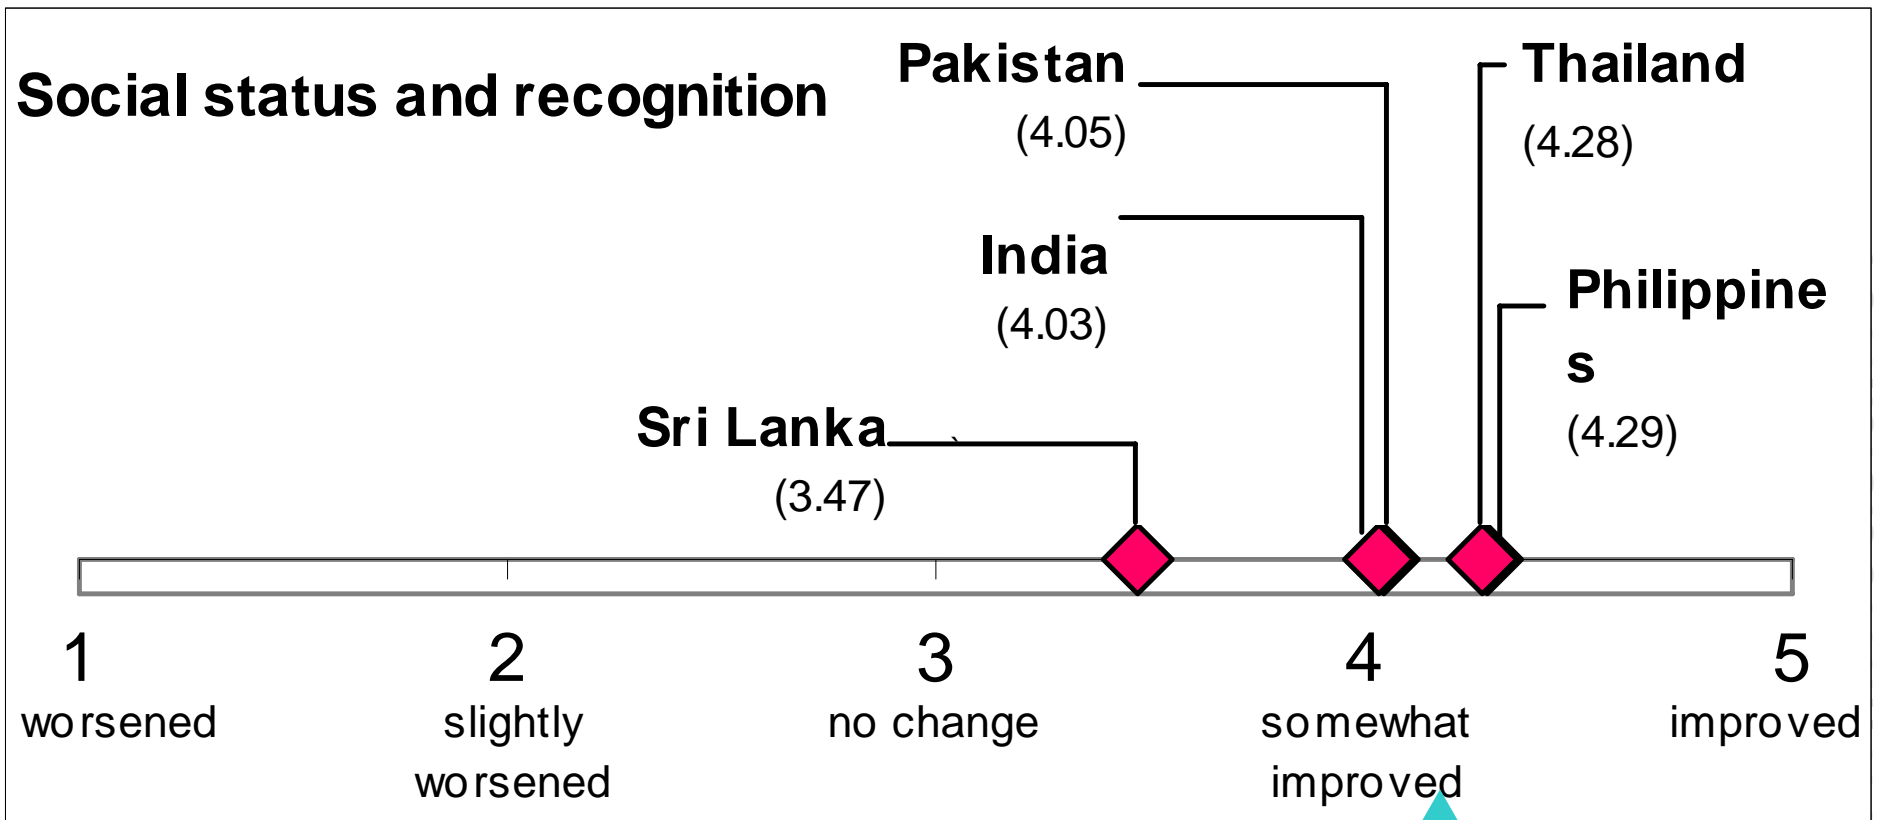 Social status and recognition
Pakistan
(4.05)
Thailand
(4.28)
India
(4.03)
Philippine
s
(4.29)
Sri Lanka
(3.47)
`
1 2 3 4 5
worsened slightly no change somewhat improved
worsened improved